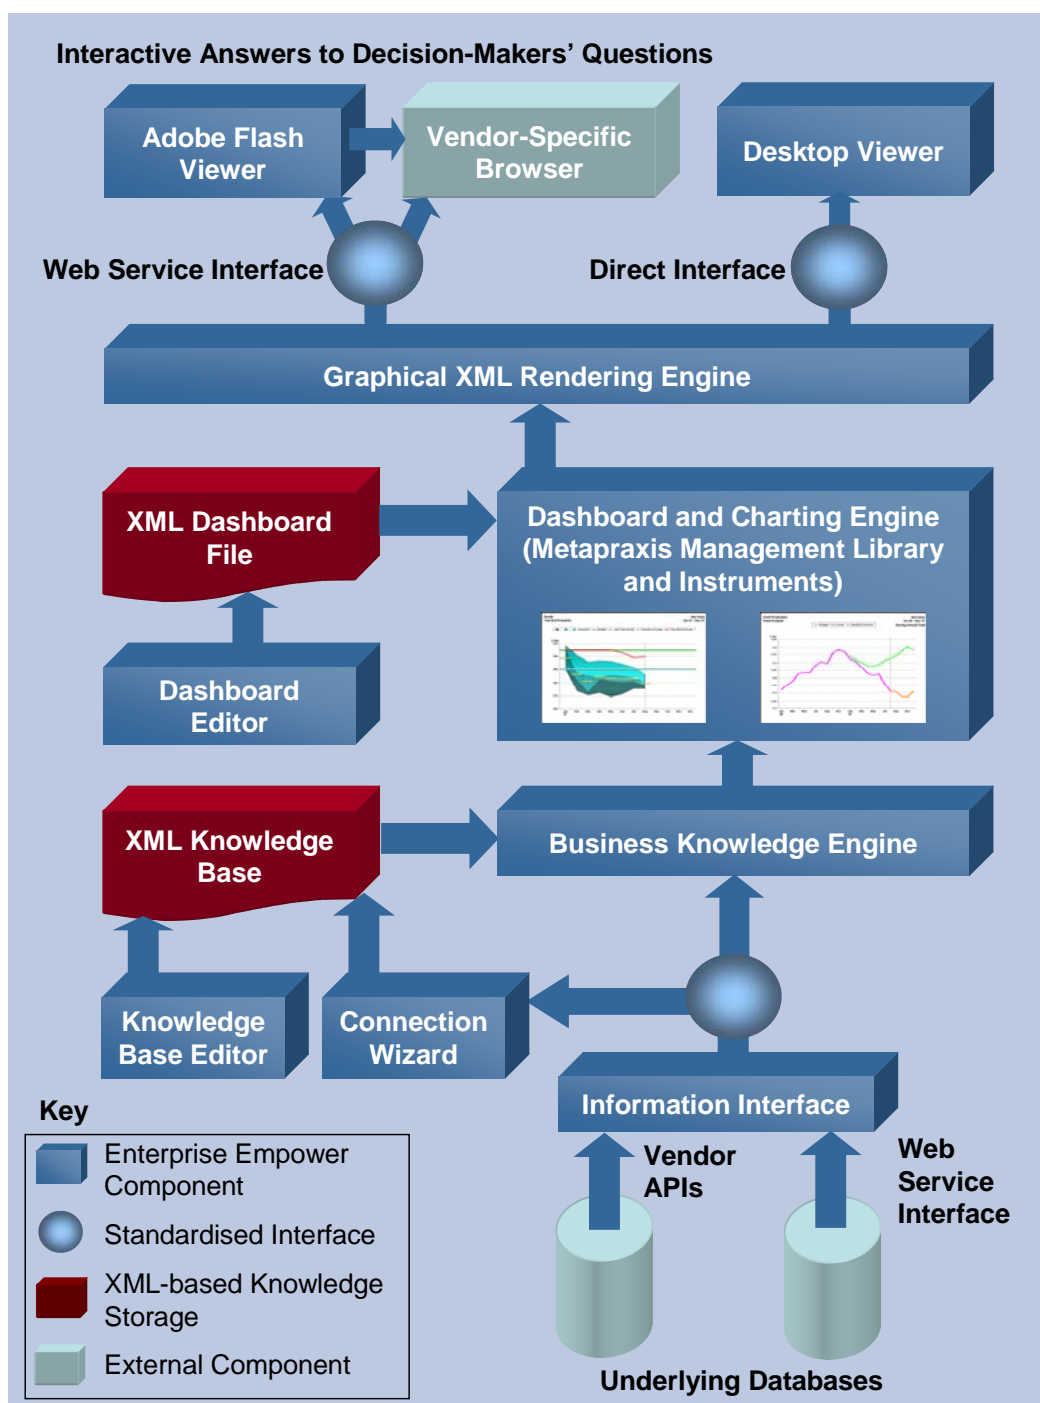 Interactive Answers to Decision-Makers' Questions
Adobe Flash
Viewer
Vendor-Specific
Browser
Desktop Viewer
Web Service Interface
Direct Interface
Graphical XML Rendering Engine
XML Dashboard
File
Dashboard and Charting Engine
(Metapraxis Management Library
and Instruments)
Dashboard
Editor
XML Knowledge
Base
Business Knowledge Engine
Knowledge
Base Editor
Connection
Wizard
Information Interface
Key
Enterprise Empower
Component
Standardised Interface
XML-based Knowledge
Storage
External Component
Vendor
APIs
Web
Service
Interface
Underlying Databases